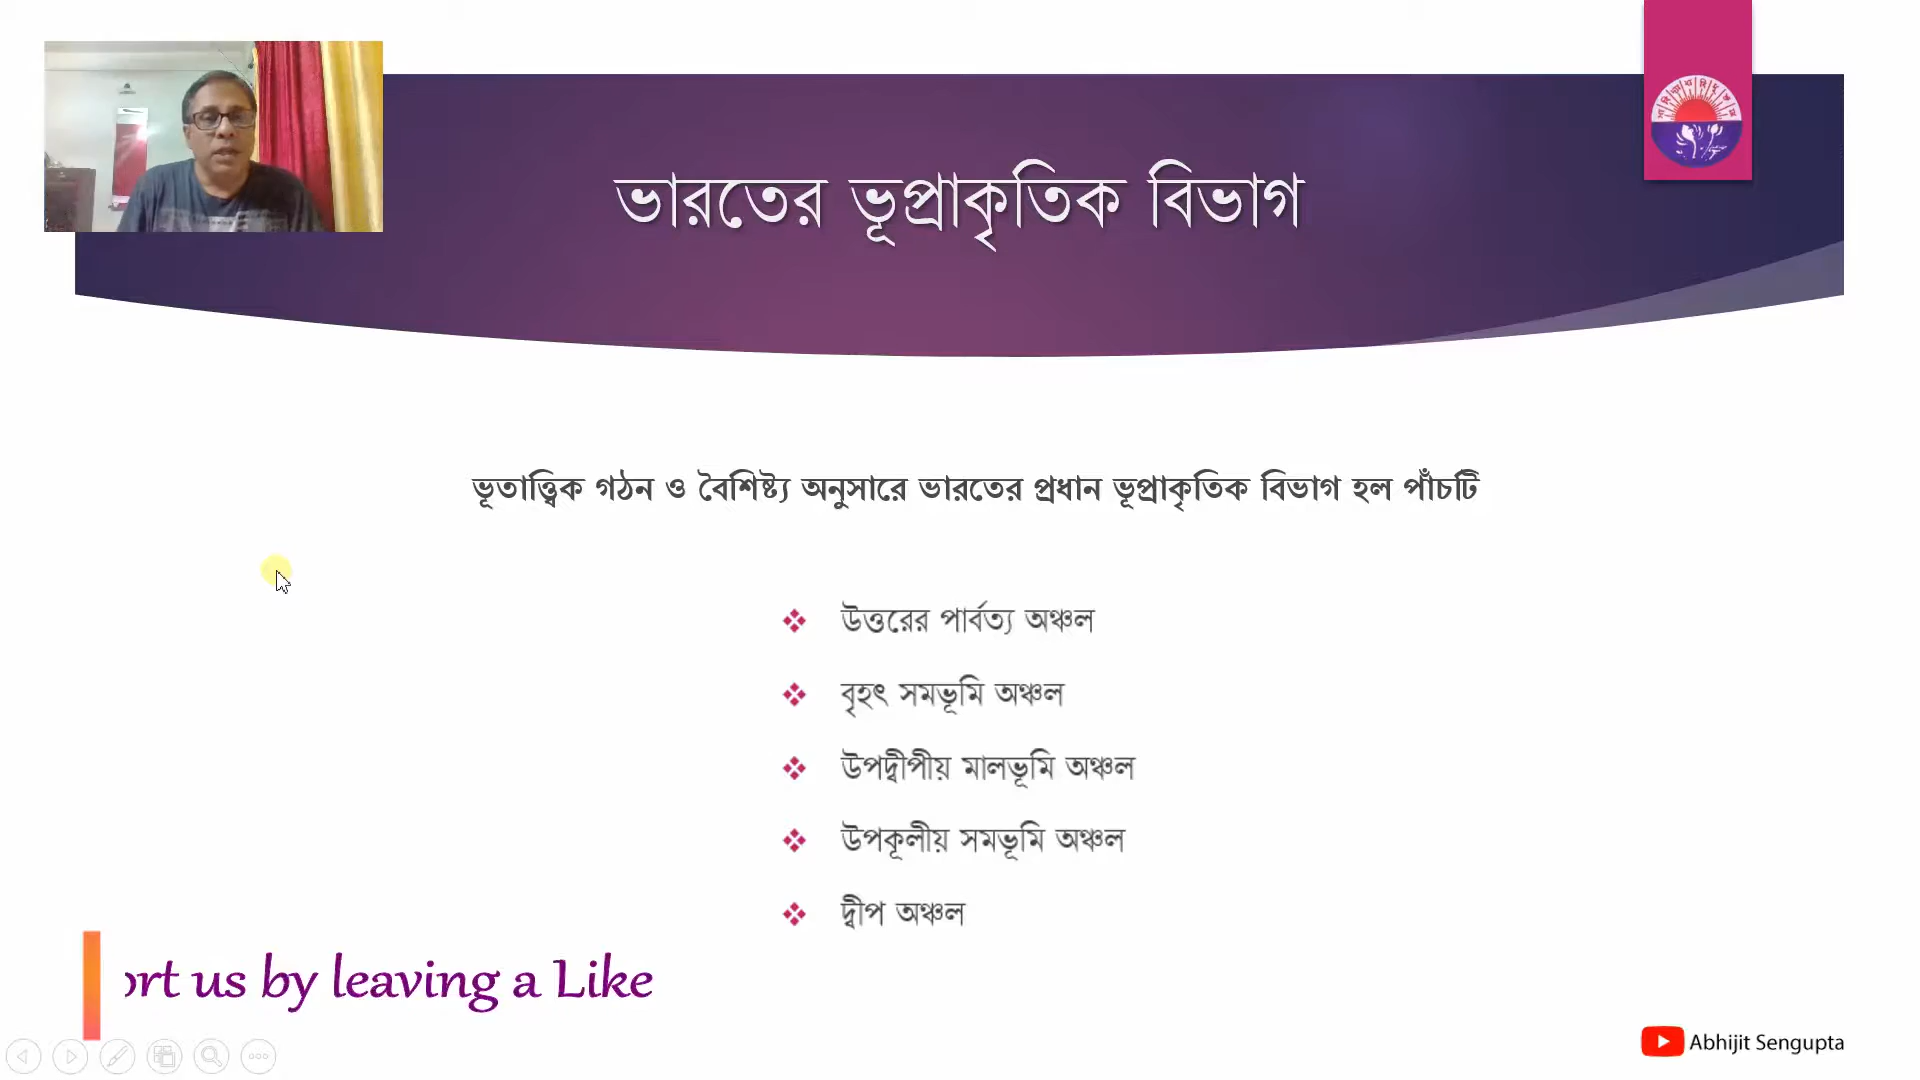 ভারতের ভূপ্রাকৃতিক বিভাগ
ভূতাত্ত্বিক গঠন ও বৈশিষ্ট্য অনুসারে ভারতের প্রধান ভূপ্রাকৃতিক বিভাগ হল পাঁচটি
উত্তরের পার্বত্য অঞ্চল
বৃহৎ সমভূমি অঞ্চল
উপদ্বীপীয় মালভূমি অঞ্চল
উপকূলীয় সমভূমি অঞ্চল
দ্বীপ অঞ্চল
ort us by leaving a Like
Abhijit Sengupta